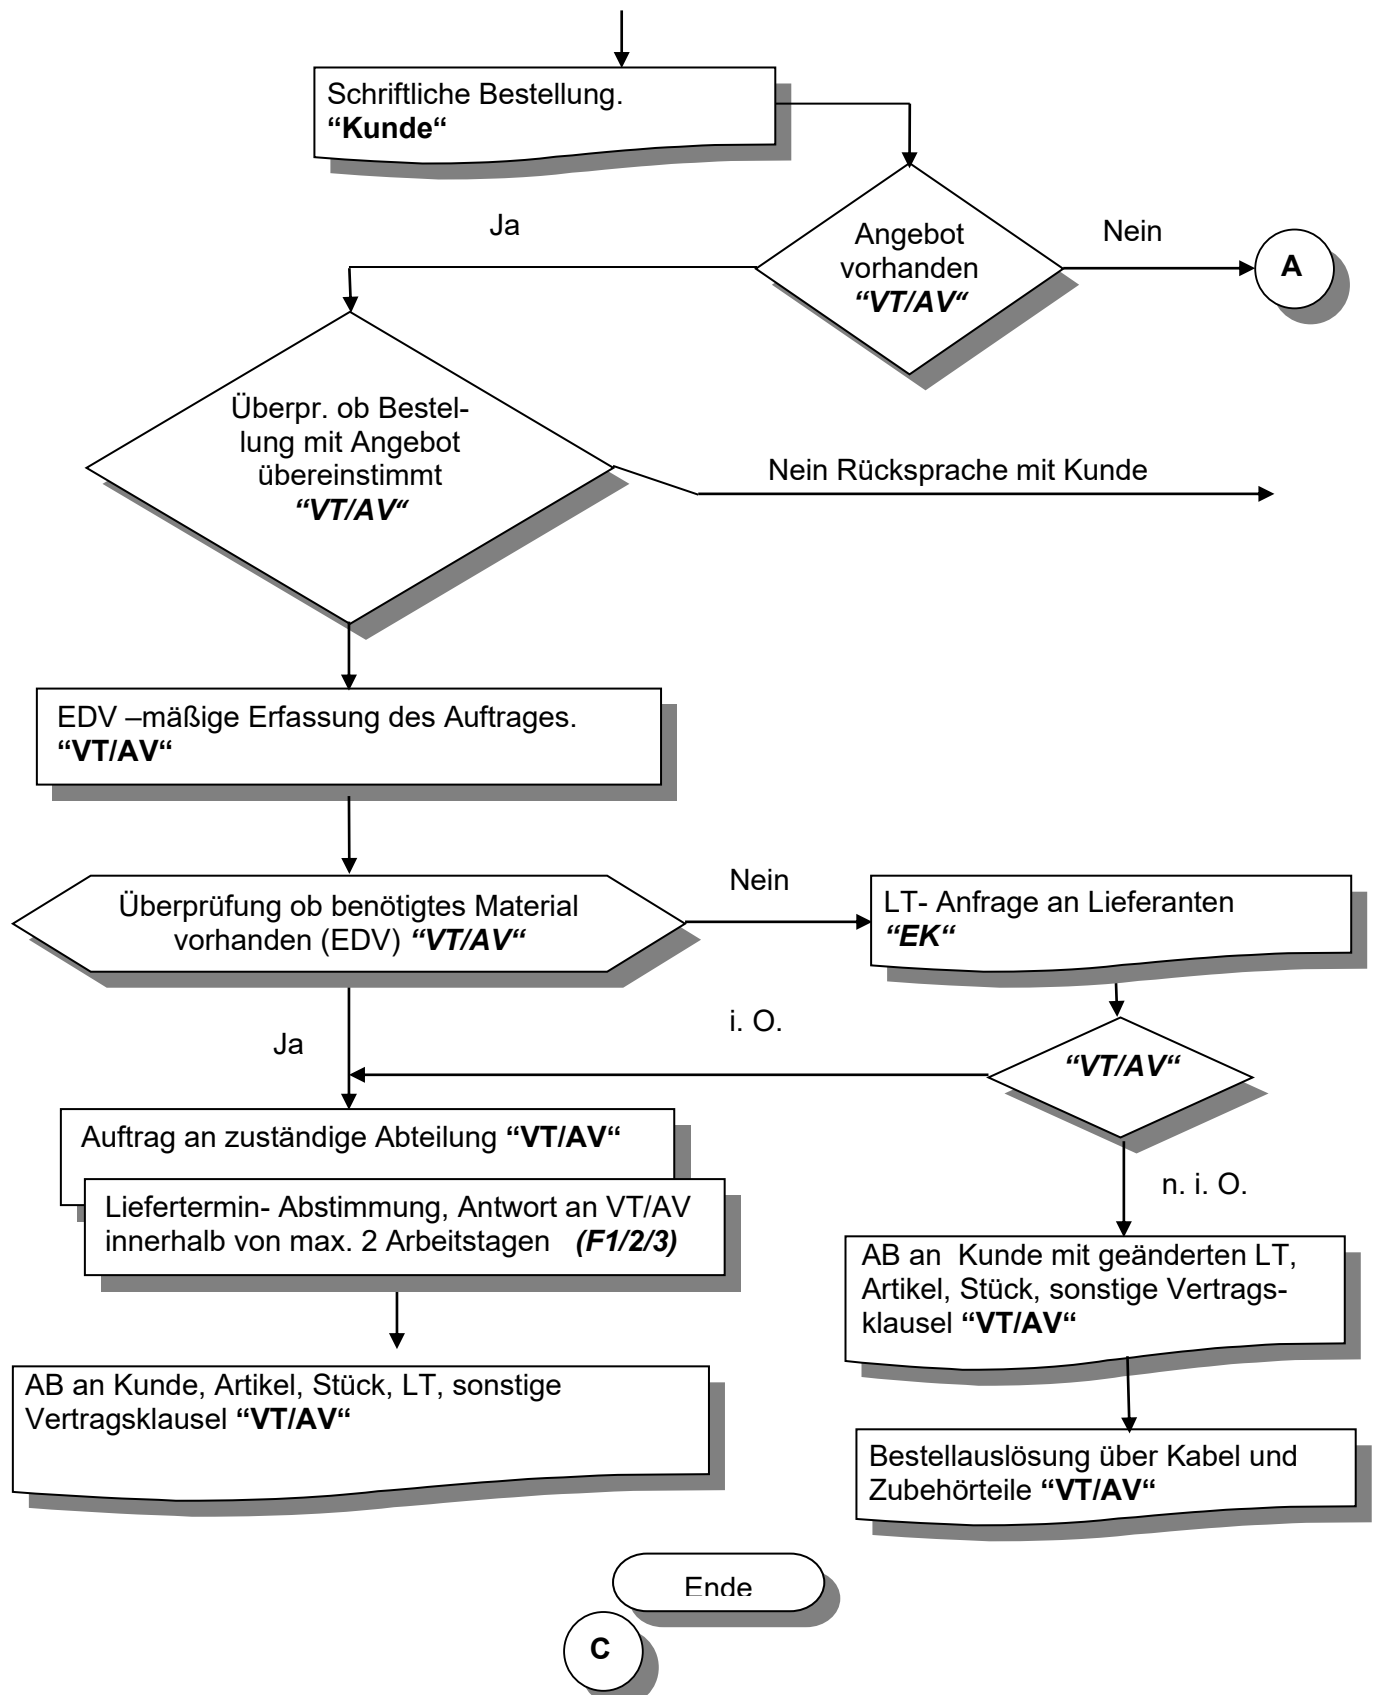 Schriftliche Bestellung.
“Kunde“
Ja
Angebot
vorhanden
“VT/AV“
Nein
A
Überpr. ob Bestel-
lung mit Angebot
übereinstimmt
“VT/AV“
Nein Rücksprache mit Kunde
EDV –mäßige Erfassung des Auftrages.
“VT/AV“
Überprüfung ob benötigtes Material
vorhanden (EDV) “VT/AV“
Nein
LT- Anfrage an Lieferanten
“EK“
i. O.
Ja
“VT/AV“
Auftrag an zuständige Abteilung “VT/AV“
Liefertermin- Abstimmung, Antwort an VT/AV
innerhalb von max. 2 Arbeitstagen (F1/2/3)
n. i. O.
AB an  Kunde mit geänderten LT,
Artikel, Stück, sonstige Vertrags-
klausel “VT/AV“
AB an Kunde, Artikel, Stück, LT, sonstige
Vertragsklausel “VT/AV“
Bestellauslösung über Kabel und
Zubehörteile “VT/AV“
Ende
C